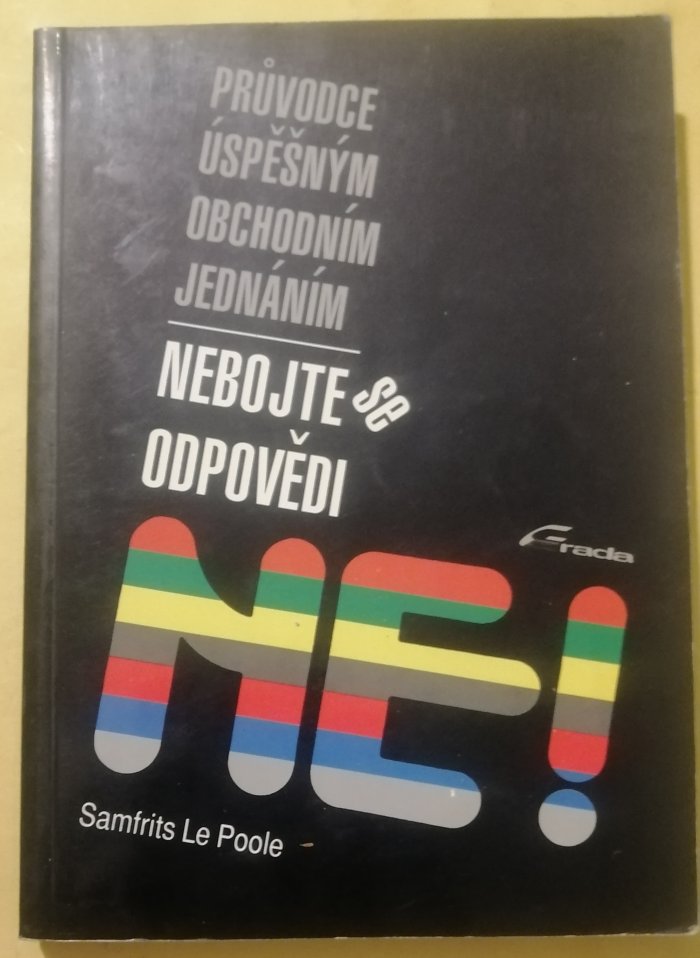 PRŮVODCE
ÚSPĚŠNÝM
OBCHODNÍM
JEDNÁNÍM
NEBOJTE se
ODPOVĚDI
Grada
NE!
Samfrits Le Poole